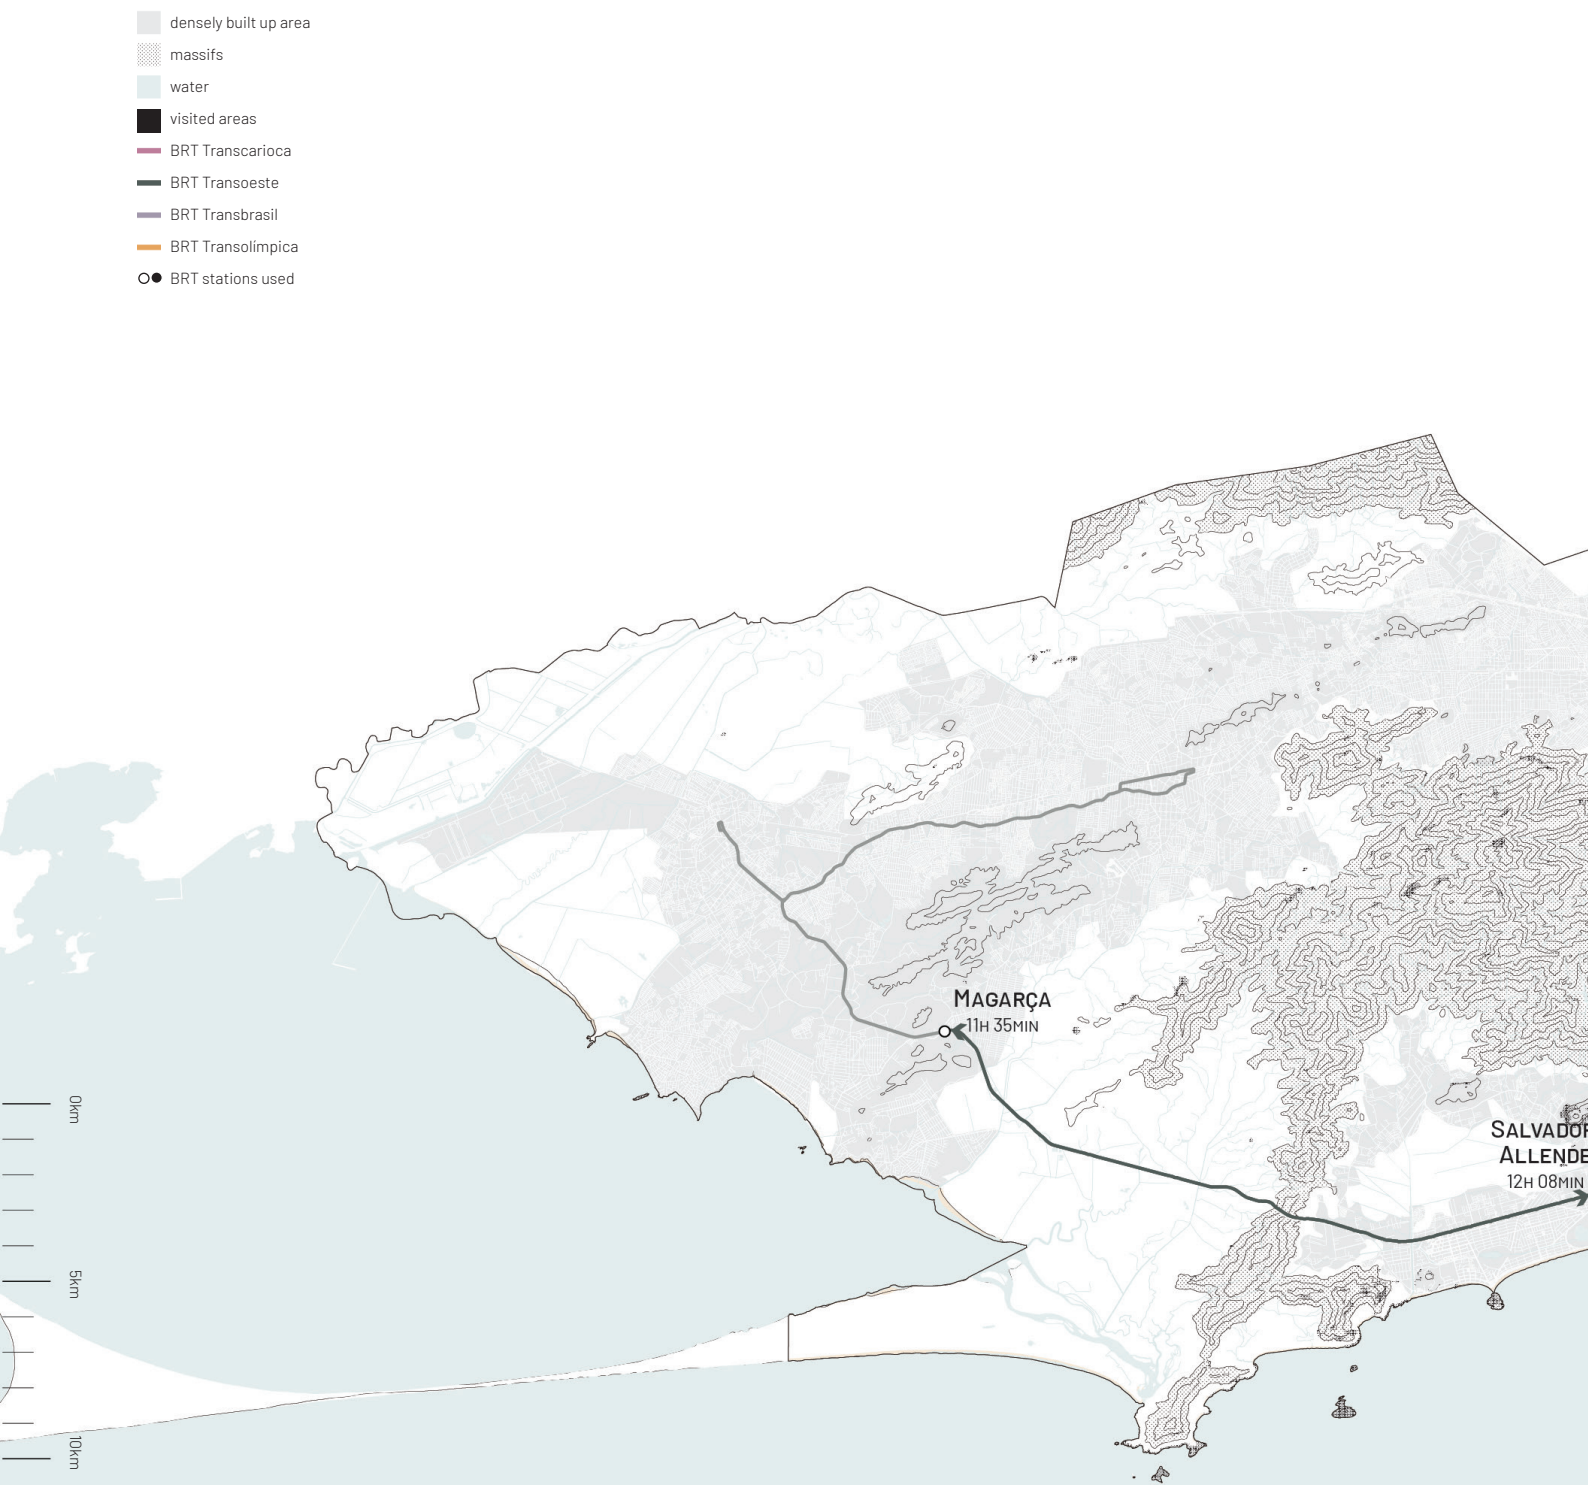 densely built up area
massifs
water
visited areas
BRT Transcarioca
BRT Transoeste
BRT Transbrasil
BRT Transolímpica
BRT stations used
MAGARÇA
11H 35MIN
SALVADOR
ALLENDE
12H 08MIN
0km
5km
10km